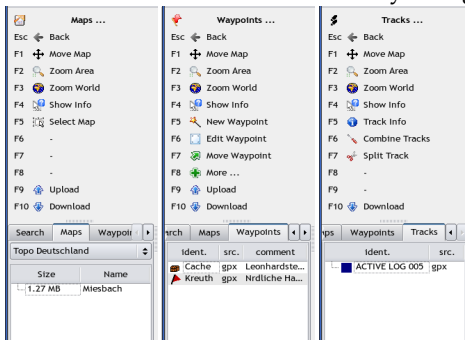 Maps ...
Esc Back
F1 Move Map
F2 Zoom Area
F3 Zoom World
F4 Show Info
F5 Select Map
F6 -
F7 -
F8 -
F9 Upload
F10 Download
Search Maps Waypoin
Topo Deutschland
Size Name
1.27 MB Miesbach
Waypoints ...
Esc Back
F1 Move Map
F2 Zoom Area
F3 Zoom World
F4 Show Info
F5 New Waypoint
F6 Edit Waypoint
F7 Move Waypoint
F8 More ...
F9 Upload
F10 Download
arch Maps Waypoints
Ident. src. comment
Cache gpx Leonhardste...
Kreuth gpx Nrdliche Ha...
Tracks ...
Esc Back
F1 Move Map
F2 Zoom Area
F3 Zoom World
F4 Show Info
F5 Track Info
F6 Combine Tracks
F7 Split Track
F8 -
F9 -
F10 Download
ps Waypoints Tracks
Ident. src.
ACTIVE LOG 005 gpx